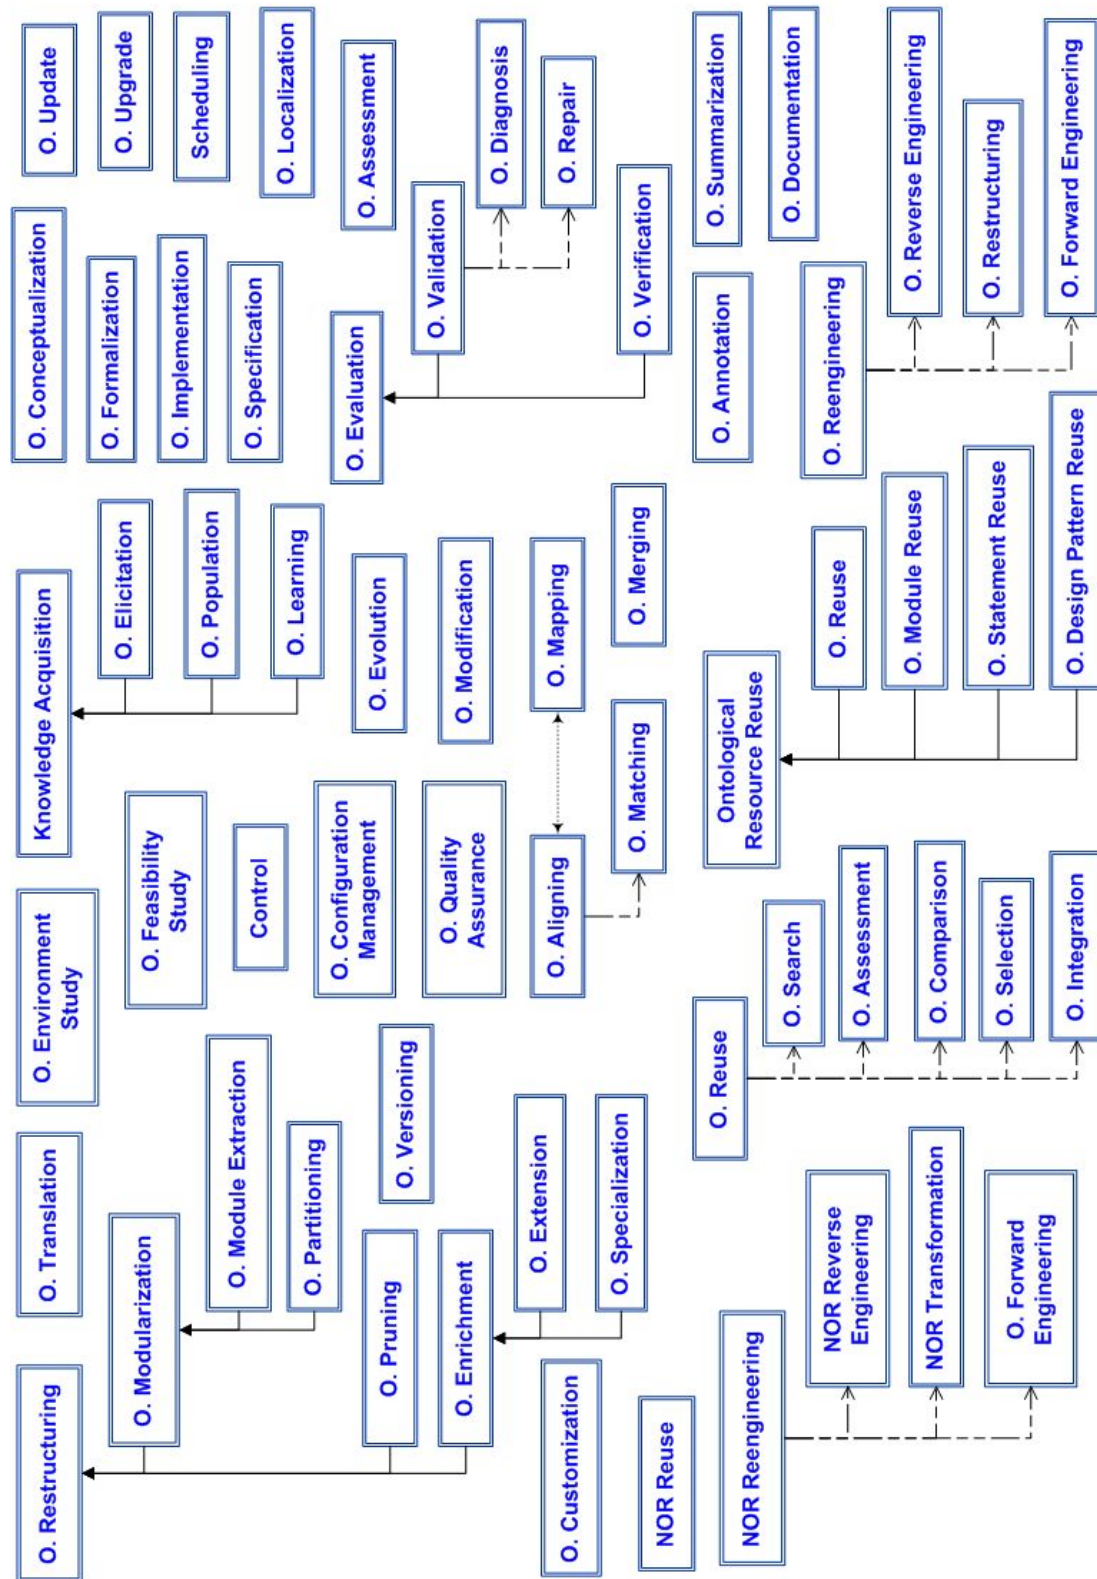 O. Restructuring
O. Translation
O. Environment
Study
Knowledge Acquisition
O. Conceptualization
O. Update
O. Modularization
O. Feasibility
Study
O. Elicitation
O. Formalization
O. Upgrade
O. Module Extraction
Control
O. Population
O. Implementation
Scheduling
O. Partitioning
O. Learning
O. Specification
O. Localization
O. Pruning
O. Versioning
O. Configuration
Management
O. Evolution
O. Evaluation
O. Assessment
O. Enrichment
O. Quality
Assurance
O. Modification
O. Validation
O. Diagnosis
O. Extension
O. Aligning
O. Mapping
O. Repair
O. Customization
O. Specialization
O. Matching
O. Merging
O. Verification
NOR Reuse
O. Reuse
Ontological
Resource Reuse
O. Annotation
O. Summarization
NOR Reengineering
O. Search
O. Reuse
O. Reengineering
O. Documentation
NOR Reverse
Engineering
O. Assessment
O. Module Reuse
O. Reverse Engineering
NOR Transformation
O. Comparison
O. Statement Reuse
O. Restructuring
O. Forward
Engineering
O. Selection
O. Integration
O. Design Pattern Reuse
O. Forward Engineering